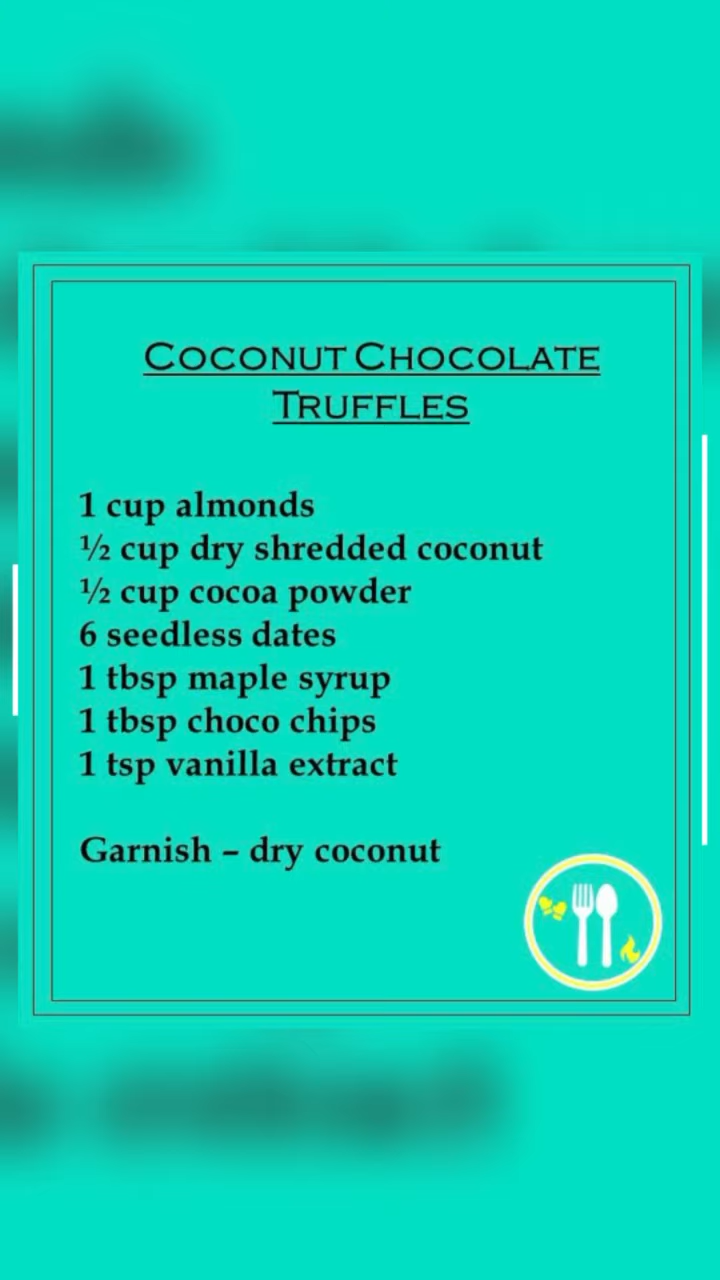 COCONUT CHOCOLATE
TRUFFLES
1 cup almonds
½ cup dry shredded coconut
½ cup cocoa powder
6 seedless dates
1 tbsp maple syrup
1 tbsp choco chips
1 tsp vanilla extract
Garnish – dry coconut